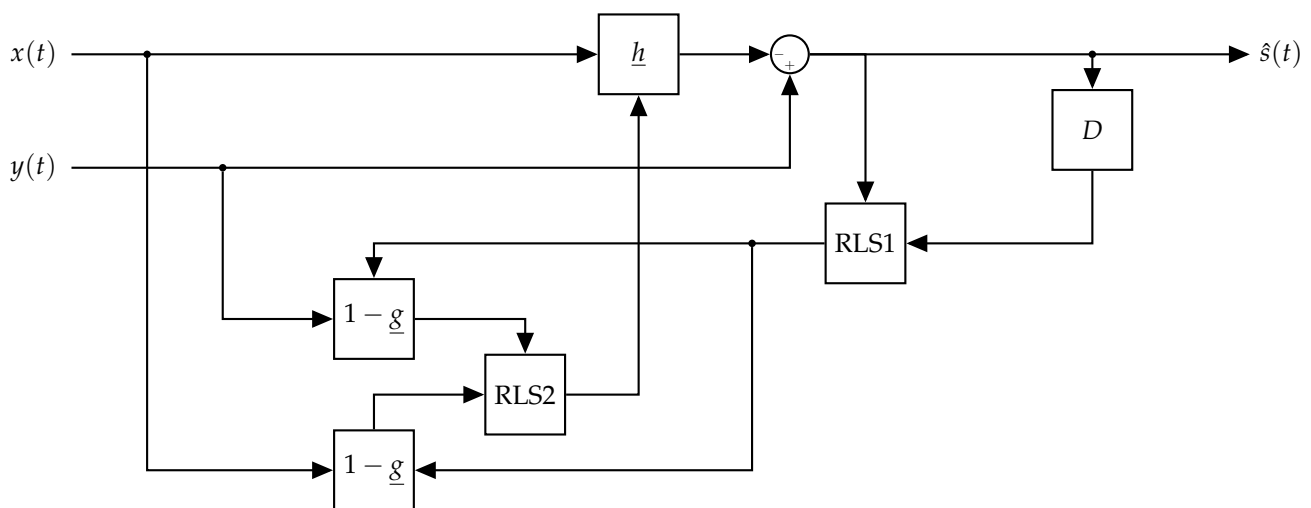 x(t)
h
−
+
ŝ(t)
D
y(t)
RLS1
1 − g
RLS2
1 − g